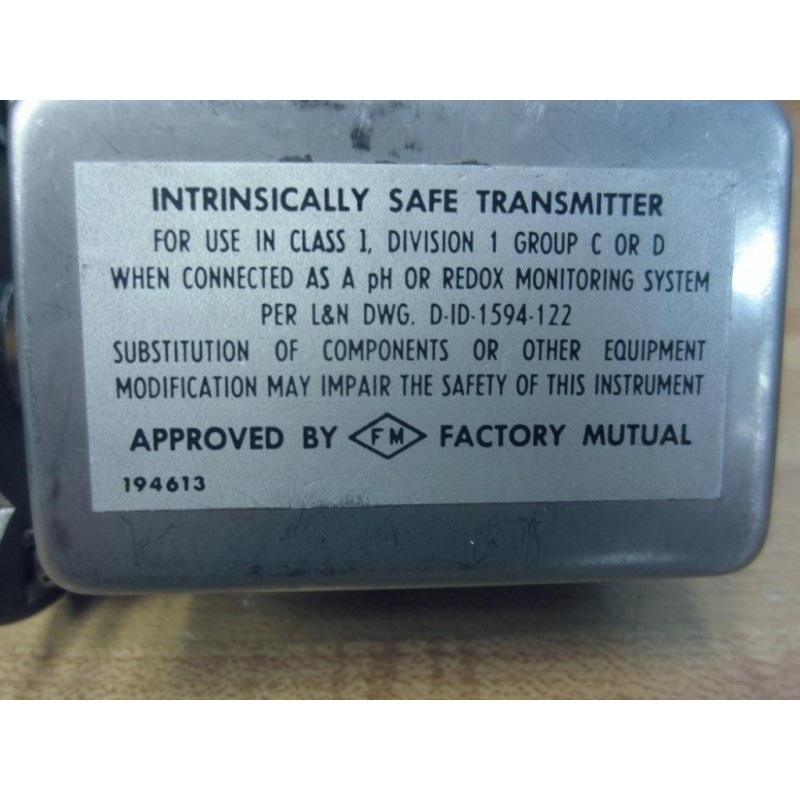 INTRINSICALLY SAFE TRANSMITTER
FOR USE IN CLASS I, DIVISION 1 GROUP C OR D
WHEN CONNECTED AS A pH OR REDOX MONITORING SYSTEM
PER L&N DWG. D-ID-1594-122
SUBSTITUTION OF COMPONENTS OR OTHER EQUIPMENT
MODIFICATION MAY IMPAIR THE SAFETY OF THIS INSTRUMENT
APPROVED BY FM FACTORY MUTUAL
194613